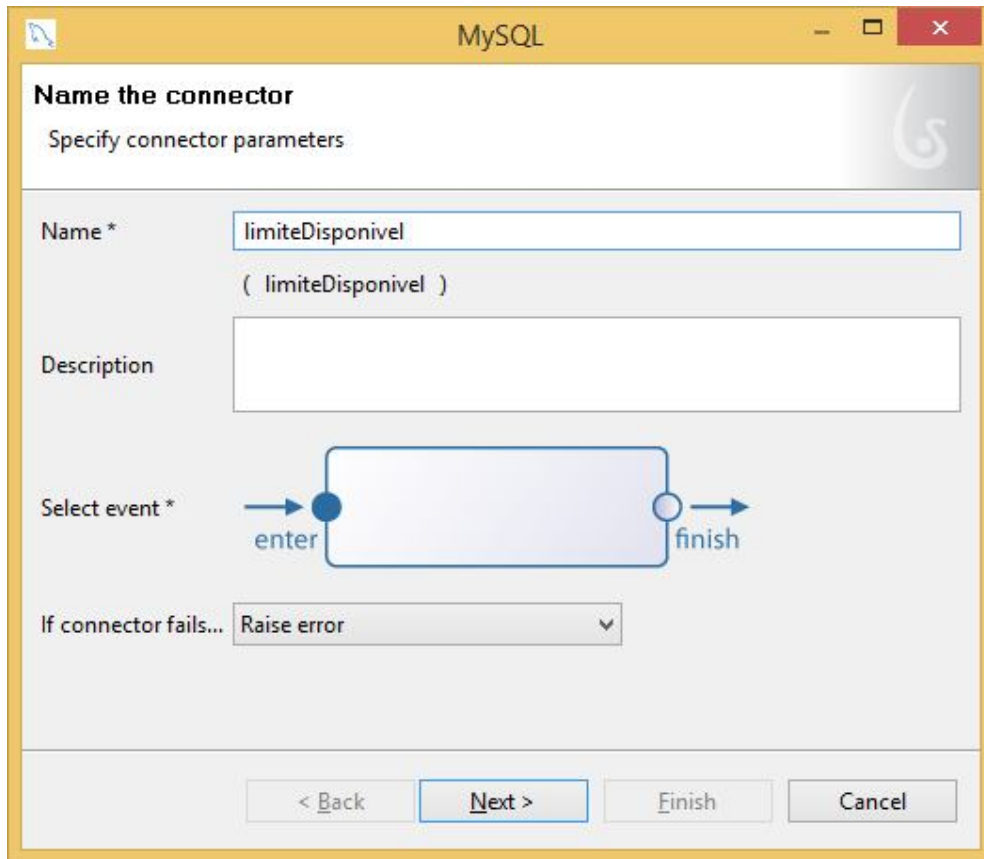 MySQL
Name the connector
Specify connector parameters
Name * limiteDisponivel
( limiteDisponivel )
Description
Select event * enter finish
If connector fails... Raise error
< Back Next > Finish Cancel